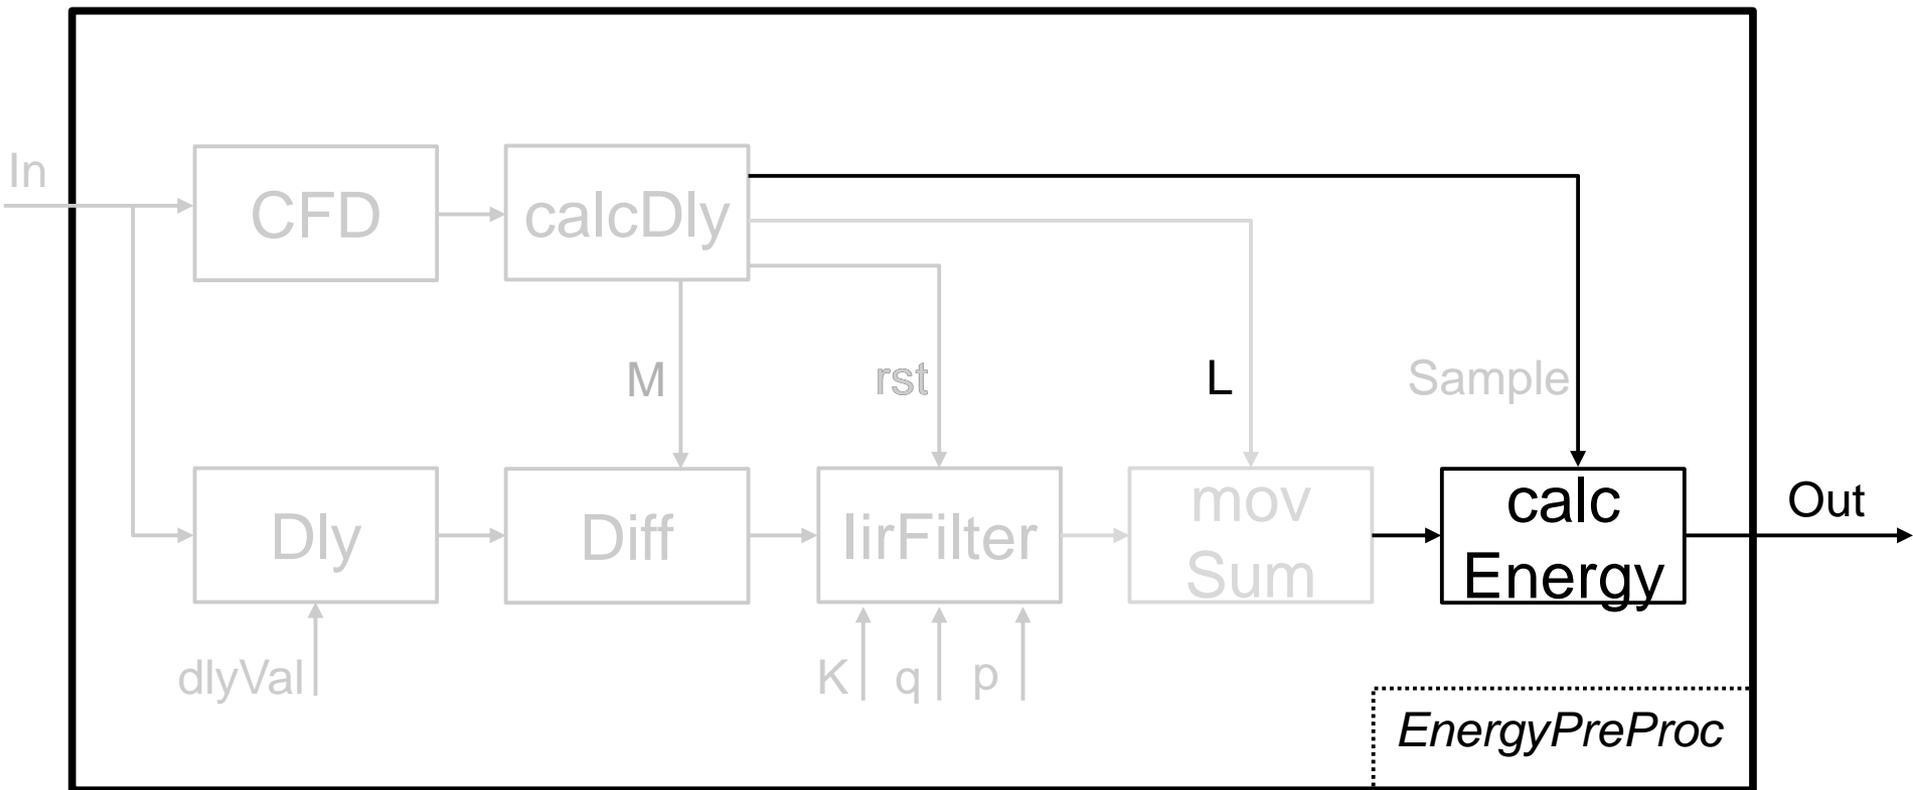 In
CFD
calcDly
M
rst
L
Sample
Dly
Diff
IirFilter
mov
Sum
calc
Energy
Out
dlyVal
K
q
p
EnergyPreProc